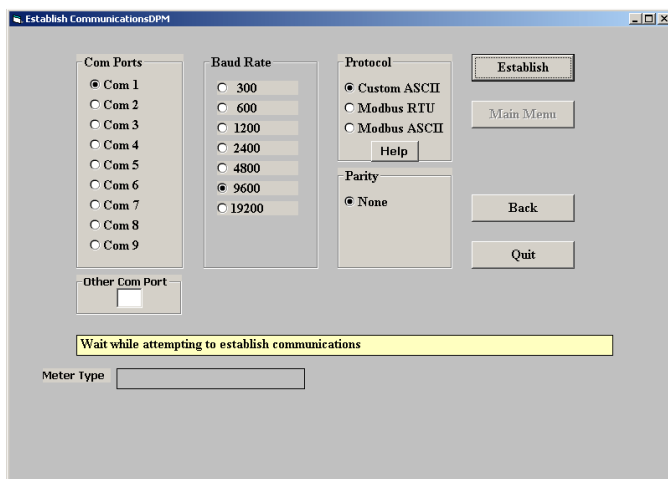 Establish CommunicationsDPM
Com Ports
Com 1
Com 2
Com 3
Com 4
Com 5
Com 6
Com 7
Com 8
Com 9
Other Com Port
Baud Rate
300
600
1200
2400
4800
9600
19200
Protocol
Custom ASCII
Modbus RTU
Modbus ASCII
Help
Parity
None
Establish
Main Menu
Back
Quit
Wait while attempting to establish communications
Meter Type